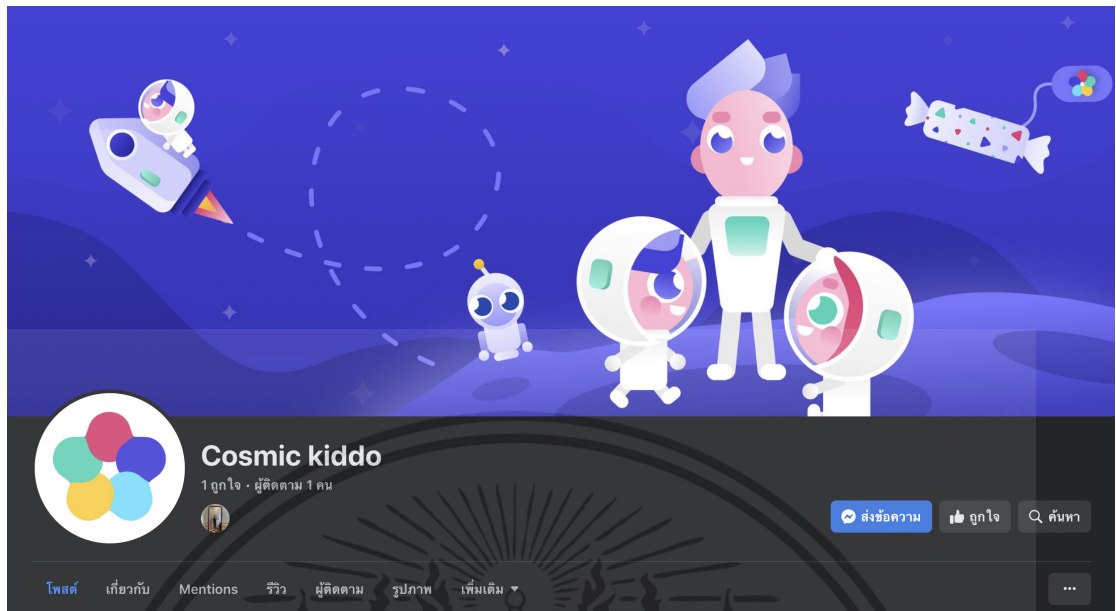 Cosmic kiddo
1 ถูกใจ • ผู้ติดตาม 1 คน
ส่งข้อความ
ถูกใจ
ค้นหา
โพสต์ เกี่ยวกับ Mentions รีวิว ผู้ติดตาม รูปภาพ เพิ่มเติม